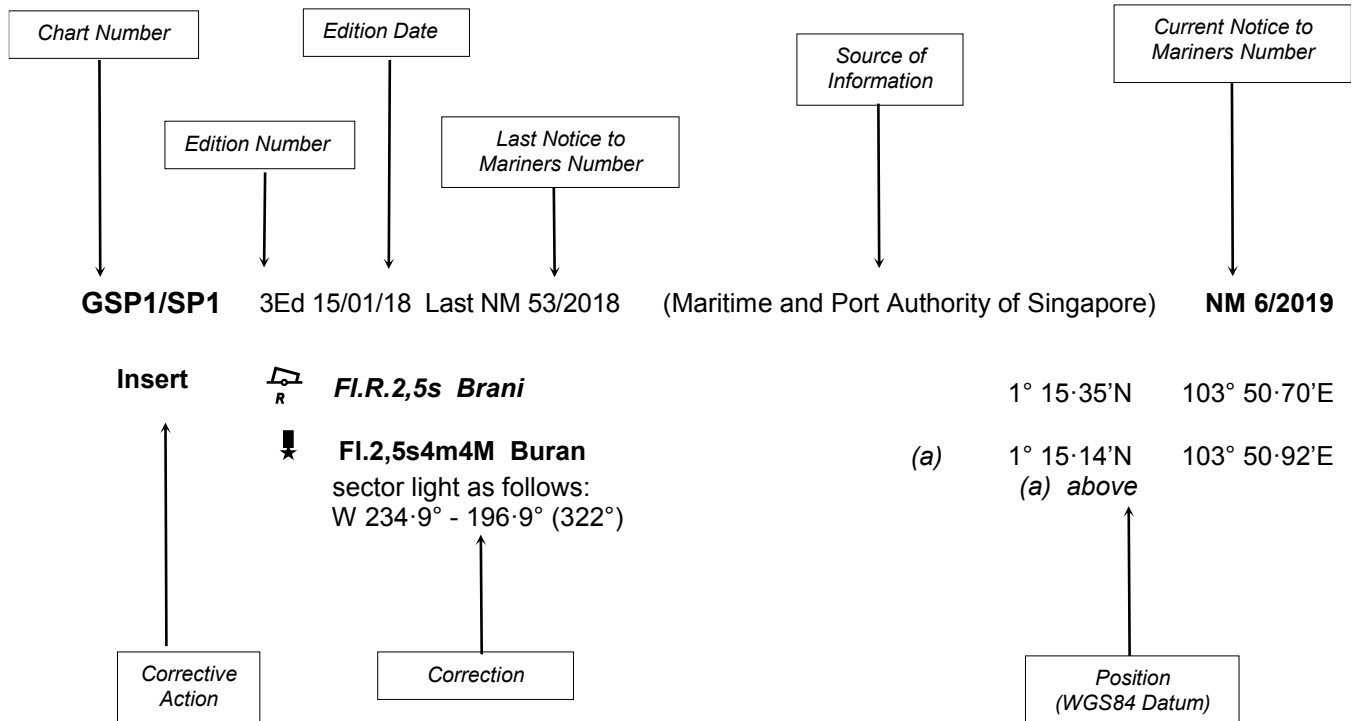 Chart Number
Edition Date
Source of
Information
Current Notice to
Mariners Number
Edition Number
Last Notice to
Mariners Number
GSP1/SP1 3Ed 15/01/18 Last NM 53/2018 (Maritime and Port Authority of Singapore) NM 6/2019
Insert R Fl.R.2,5s Brani 1° 15·35’N 103° 50·70’E
Fl.2,5s4m4M Buran (a) 1° 15·14’N 103° 50·92’E
sector light as follows: (a) above
W 234·9° - 196·9° (322°)
Corrective
Action
Correction
Position
(WGS84 Datum)